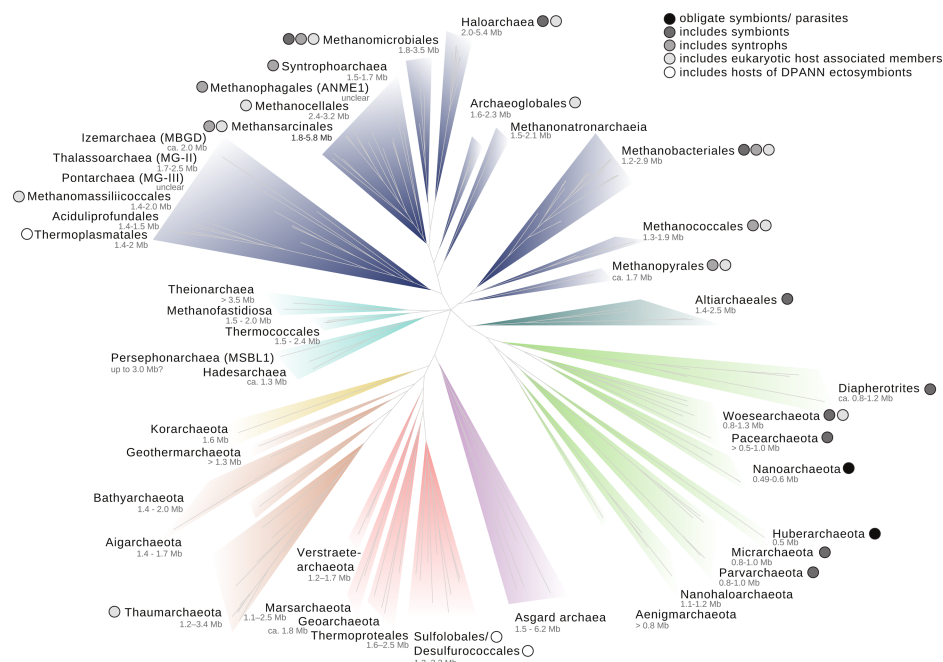 obligate symbionts/ parasites
includes symbionts
includes syntrophs
includes eukaryotic host associated members
includes hosts of DPANN ectosymbionts
Haloarchaea
2.0-5.4 Mb
Methanomicrobiales
1.8-3.5 Mb
Syntrophoarchaea
1.5-1.7 Mb
Methanophagales (ANME1)
unclear
Methanocellales
2.4-3.2 Mb
Methansarcinales
1.8-5.8 Mb
Izemarchaea (MBGD)
ca. 2.0 Mb
Thalassoarchaea (MG-II)
1.7-2.5 Mb
Pontarchaea (MG-III)
unclear
Methanomassiliicoccales
1.4-2.0 Mb
Aciduliprofundales
1.4-1.5 Mb
Thermoplasmatales
1.4-2 Mb
Archaeoglobales
1.6-2.3 Mb
Methanonatronarchaeia
1.5-2.1 Mb
Methanobacteriales
1.2-2.9 Mb
Methanococcales
1.3-1.9 Mb
Methanopyrales
ca. 1.7 Mb
Altiarchaeales
1.4-2.5 Mb
Theionarchaea
> 3.5 Mb
Methanofastidiosa
1.5 - 2.0 Mb
Thermococcales
1.5 - 2.4 Mb
Persephonarchaea (MSBL1)
up to 3.0 Mb?
Hadesarchaea
ca. 1.3 Mb
Diapherotrites
ca. 0.8-1.2 Mb
Woesearchaeota
0.8-1.3 Mb
Pacearchaeota
> 0.5-1.0 Mb
Nanoarchaeota
0.49-0.6 Mb
Huberarchaeota
0.5 Mb
Micrarchaeota
0.8-1.0 Mb
Parvarchaeota
0.8-1.0 Mb
Nanohaloarchaeota
1.1-1.2 Mb
Aenigmarchaeota
> 0.8 Mb
Korarchaeota
1.6 Mb
Geothermarchaeota
> 1.3 Mb
Bathyarchaeota
1.4 - 2.0 Mb
Aigarchaeota
1.4 - 1.7 Mb
Thaumarchaeota
1.2–3.4 Mb
Verstraete-
archaeota
1.2–1.7 Mb
Marsarchaeota
1.1–2.5 Mb
Geoarchaeota
ca. 1.8 Mb
Thermoproteales
1.6–2.5 Mb
Sulfolobales/
Desulfurococcales
Asgard archaea
1.5 - 6.2 Mb